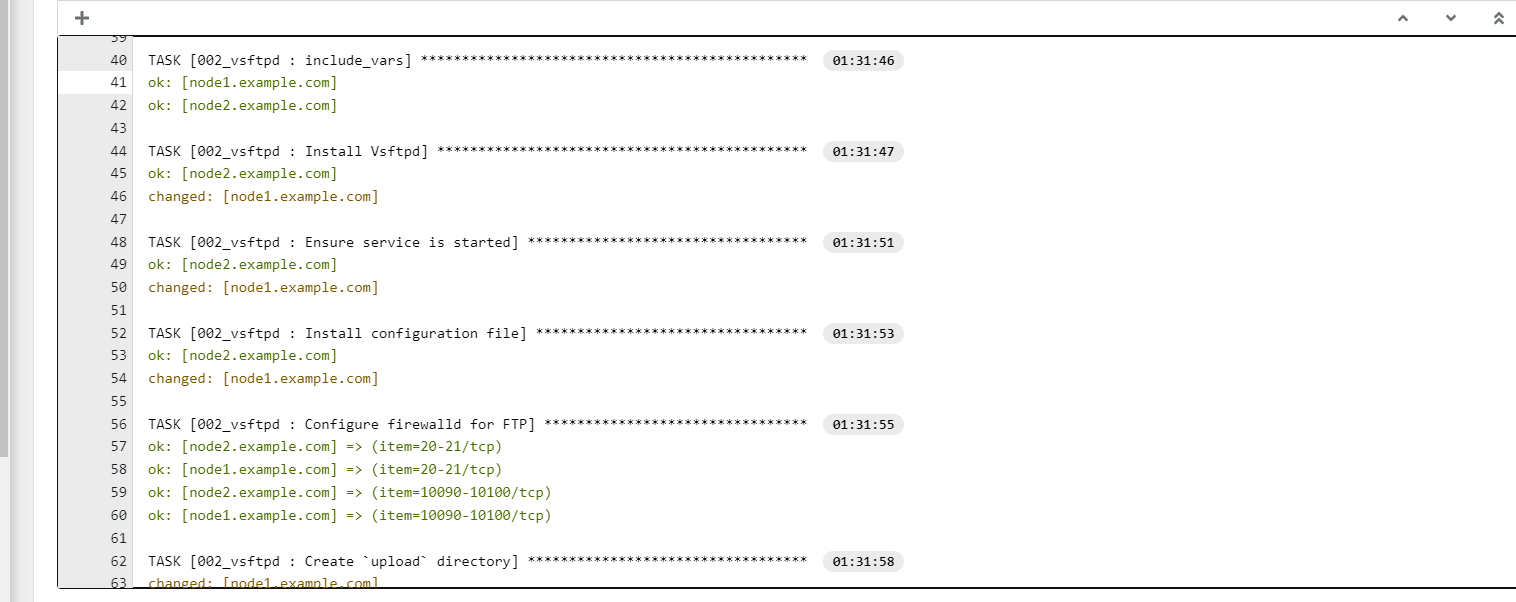 39
40 TASK [002_vsftpd : include_vars] *********************************************** 01:31:46
41 ok: [node1.example.com]
42 ok: [node2.example.com]
43
44 TASK [002_vsftpd : Install Vsftpd] ********************************************* 01:31:47
45 ok: [node2.example.com]
46 changed: [node1.example.com]
47
48 TASK [002_vsftpd : Ensure service is started] ********************************** 01:31:51
49 ok: [node2.example.com]
50 changed: [node1.example.com]
51
52 TASK [002_vsftpd : Install configuration file] ********************************* 01:31:53
53 ok: [node2.example.com]
54 changed: [node1.example.com]
55
56 TASK [002_vsftpd : Configure firewalld for FTP] ******************************** 01:31:55
57 ok: [node2.example.com] => (item=20-21/tcp)
58 ok: [node1.example.com] => (item=20-21/tcp)
59 ok: [node2.example.com] => (item=10090-10100/tcp)
60 ok: [node1.example.com] => (item=10090-10100/tcp)
61
62 TASK [002_vsftpd : Create `upload` directory] ********************************** 01:31:58
63 changed: [node1.example.com]